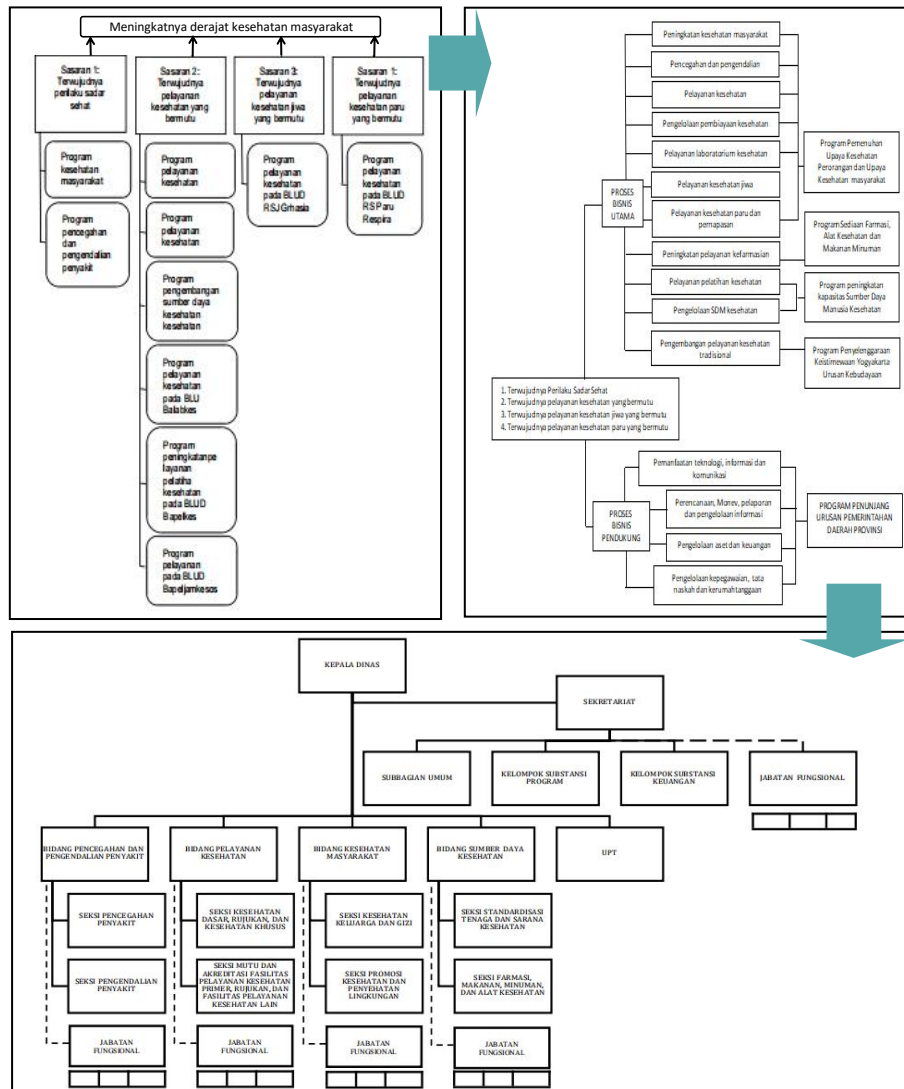 Meningkatnya derajat kesehatan masyarakat
Sasaran 1:
Terwujudnya
perilaku sadar
sehat
Program
kesehatan
masyarakat
Program
pencegahan
dan
pengendalian
penyakit
Sasaran 2:
Terwujudnya
pelayanan
kesehatan yang
bermutu
Program
pelayanan
kesehatan
Program
pelayanan
kesehatan
Program
pengembangan
sumber daya
kesehatan
kesehatan
Program
pelayanan
kesehatan
pada BLU
Balabkes
Program
peningkatanpe
layanan
pelatiha
kesehatan
pada BLUD
Bapelkes
Program
pelayanan
pada BLUD
Bapeljamkesos
Sasaran 3:
Terwujudnya
pelayanan
kesehatan jiwa
yang bermutu
Program
pelayanan
kesehatan
pada BLUD
RSJ Grhasia
Sasaran 1:
Terwujudnya
pelayanan
kesehatan paru
yang bermutu
Program
pelayanan
kesehatan
pada BLUD
RS Paru
Respira
1. Terwujudnya Perilaku Sadar Sehat
2. Terwujudnya pelayanan kesehatan yang bermutu
3. Terwujudnya pelayanan kesehatan jiwa yang bermutu
4. Terwujudnya pelayanan kesehatan paru yang bermutu
PROSES
BISNIS
UTAMA
Peningkatan kesehatan masyarakat
Pencegahan dan pengendalian
Pelayanan kesehatan
Pengelolaan pembiayaan kesehatan
Pelayanan laboratorium kesehatan
Pelayanan kesehatan jiwa
Pelayanan kesehatan paru dan
pernapasan
Peningkatan pelayanan kefarmasian
Pelayanan pelatihan kesehatan
Pengelolaan SDM kesehatan
Pengembangan pelayanan kesehatan
tradisional
Program Pemenuhan
Upaya Kesehatan
Perorangan dan Upaya
Kesehatan masyarakat
Program Sediaan Farmasi,
Alat Kesehatan dan
Makanan Minuman
Program peningkatan
kapasitas Sumber Daya
Manusia Kesehatan
Program Penyelenggaraan
Keistimewaan Yogyakarta
Urusan Kebudayaan
PROSES
BISNIS
PENDUKUNG
Pemanfaatan teknologi, informasi dan
komunikasi
Perencanaan, Monev, pelaporan
dan pengelolaan informasi
Pengelolaan aset dan keuangan
Pengelolaan kepegawaian, tata
naskah dan kerumahtanggaan
PROGRAM PENUNJANG
URUSAN PEMERINTAHAN
DAERAH PROVINSI
KEPALA DINAS
SEKRETARIAT
SUBBAGIAN UMUM
KELOMPOK SUBSTANSI
PROGRAM
KELOMPOK SUBSTANSI
KEUANGAN
JABATAN FUNGSIONAL
BIDANG PENCEGAHAN DAN
PENGENDALIAN PENYAKIT
SEKSI PENCEGAHAN
PENYAKIT
SEKSI PENGENDALIAN
PENYAKIT
JABATAN
FUNGSIONAL
BIDANG PELAYANAN
KESEHATAN
SEKSI KESEHATAN
DASAR, RUJUKAN, DAN
KESEHATAN KHUSUS
SEKSI MUTU DAN
AKREDITASI FASILITAS
PELAYANAN KESEHATAN
PRIMER, RUJUKAN, DAN
FASILITAS PELAYANAN
KESEHATAN LAIN
JABATAN
FUNGSIONAL
BIDANG KESEHATAN
MASYARAKAT
SEKSI KESEHATAN
KELUARGA DAN GIZI
SEKSI PROMOSI
KESEHATAN DAN
PENYEHATAN
LINGKUNGAN
JABATAN
FUNGSIONAL
BIDANG SUMBER DAYA
KESEHATAN
SEKSI STANDARDISASI
TENAGA DAN SARANA
KESEHATAN
SEKSI FARMASI,
MAKANAN, MINUMAN,
DAN ALAT KESEHATAN
JABATAN
FUNGSIONAL
UPT